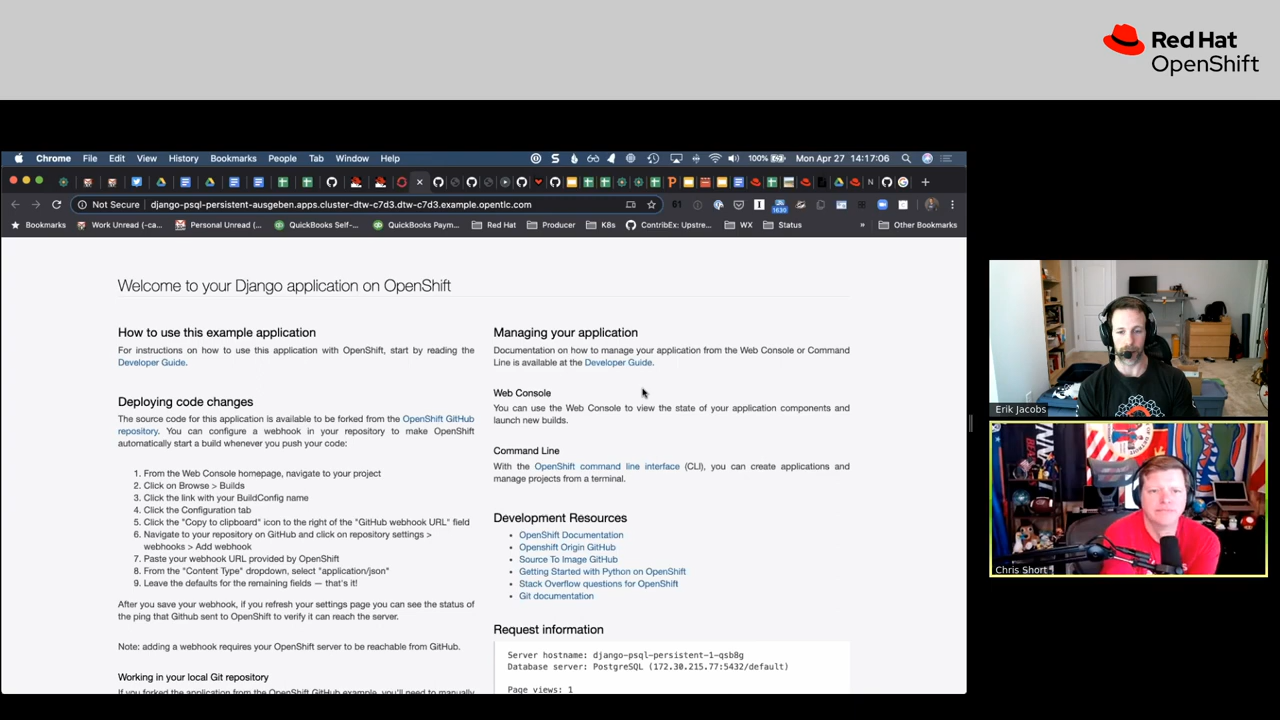 Red Hat
OpenShift
Chrome File Edit View History Bookmarks People Tab Window Help
100% Mon Apr 27 14:17:06
Not Secure django-psql-persistent-ausgeben.apps.cluster-dtw-c7d3.dtw-c7d3.example.opentlc.com
Bookmarks Work Unread (-ca... Personal Unread (... QuickBooks Self-... QuickBooks Paym... Red Hat Producer K8s ContribEx: Upstre... WX Status » Other Bookmarks
Welcome to your Django application on OpenShift
How to use this example application
For instructions on how to use this application with OpenShift, start by reading the
Developer Guide.
Deploying code changes
The source code for this application is available to be forked from the OpenShift GitHub
repository. You can configure a webhook in your repository to make OpenShift
automatically start a build whenever you push your code:
1. From the Web Console homepage, navigate to your project
2. Click on Browse > Builds
3. Click the link with your BuildConfig name
4. Click the Configuration tab
5. Click the "Copy to clipboard" icon to the right of the "GitHub webhook URL" field
6. Navigate to your repository on GitHub and click on repository settings >
webhooks > Add webhook
7. Paste your webhook URL provided by OpenShift
8. From the "Content Type" dropdown, select "application/json"
9. Leave the defaults for the remaining fields — that's it!
After you save your webhook, if you refresh your settings page you can see the status of
the ping that Github sent to OpenShift to verify it can reach the server.
Note: adding a webhook requires your OpenShift server to be reachable from GitHub.
Working in your local Git repository
If you forked the application from the OpenShift GitHub example, you'll need to manually
Managing your application
Documentation on how to manage your application from the Web Console or Command
Line is available at the Developer Guide.
Web Console
You can use the Web Console to view the state of your application components and
launch new builds.
Command Line
With the OpenShift command line interface (CLI), you can create applications and
manage projects from a terminal.
Development Resources
• OpenShift Documentation
• Openshift Origin GitHub
• Source To Image GitHub
• Getting Started with Python on OpenShift
• Stack Overflow questions for OpenShift
• Git documentation
Request information
Server hostname: django-psql-persistent-1-qsb8g
Database server: PostgreSQL (172.30.215.77:5432/default)
Page views: 1
Erik Jacobs
Chris Short